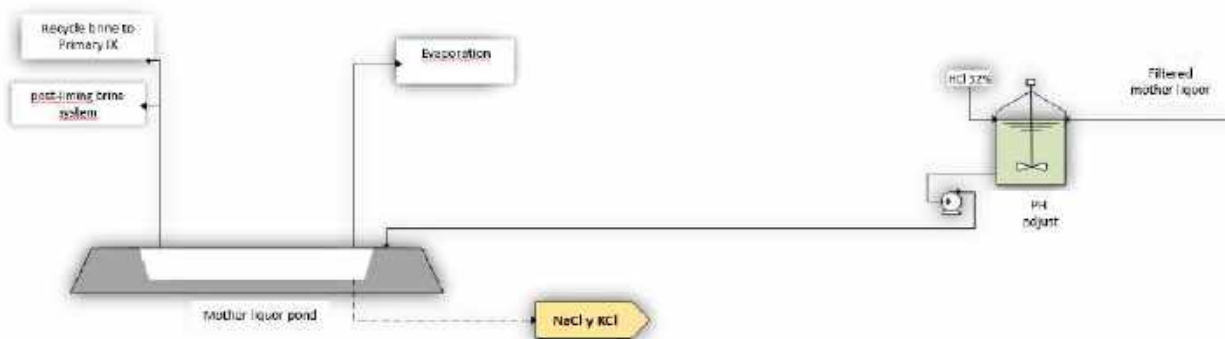 Recycle brine to
Primary IX
post-liming brine
system
Evaporation
HCl 32%
Filtered
mother liquor
PH
adjust
Mother liquor pond
NaCl y KCl